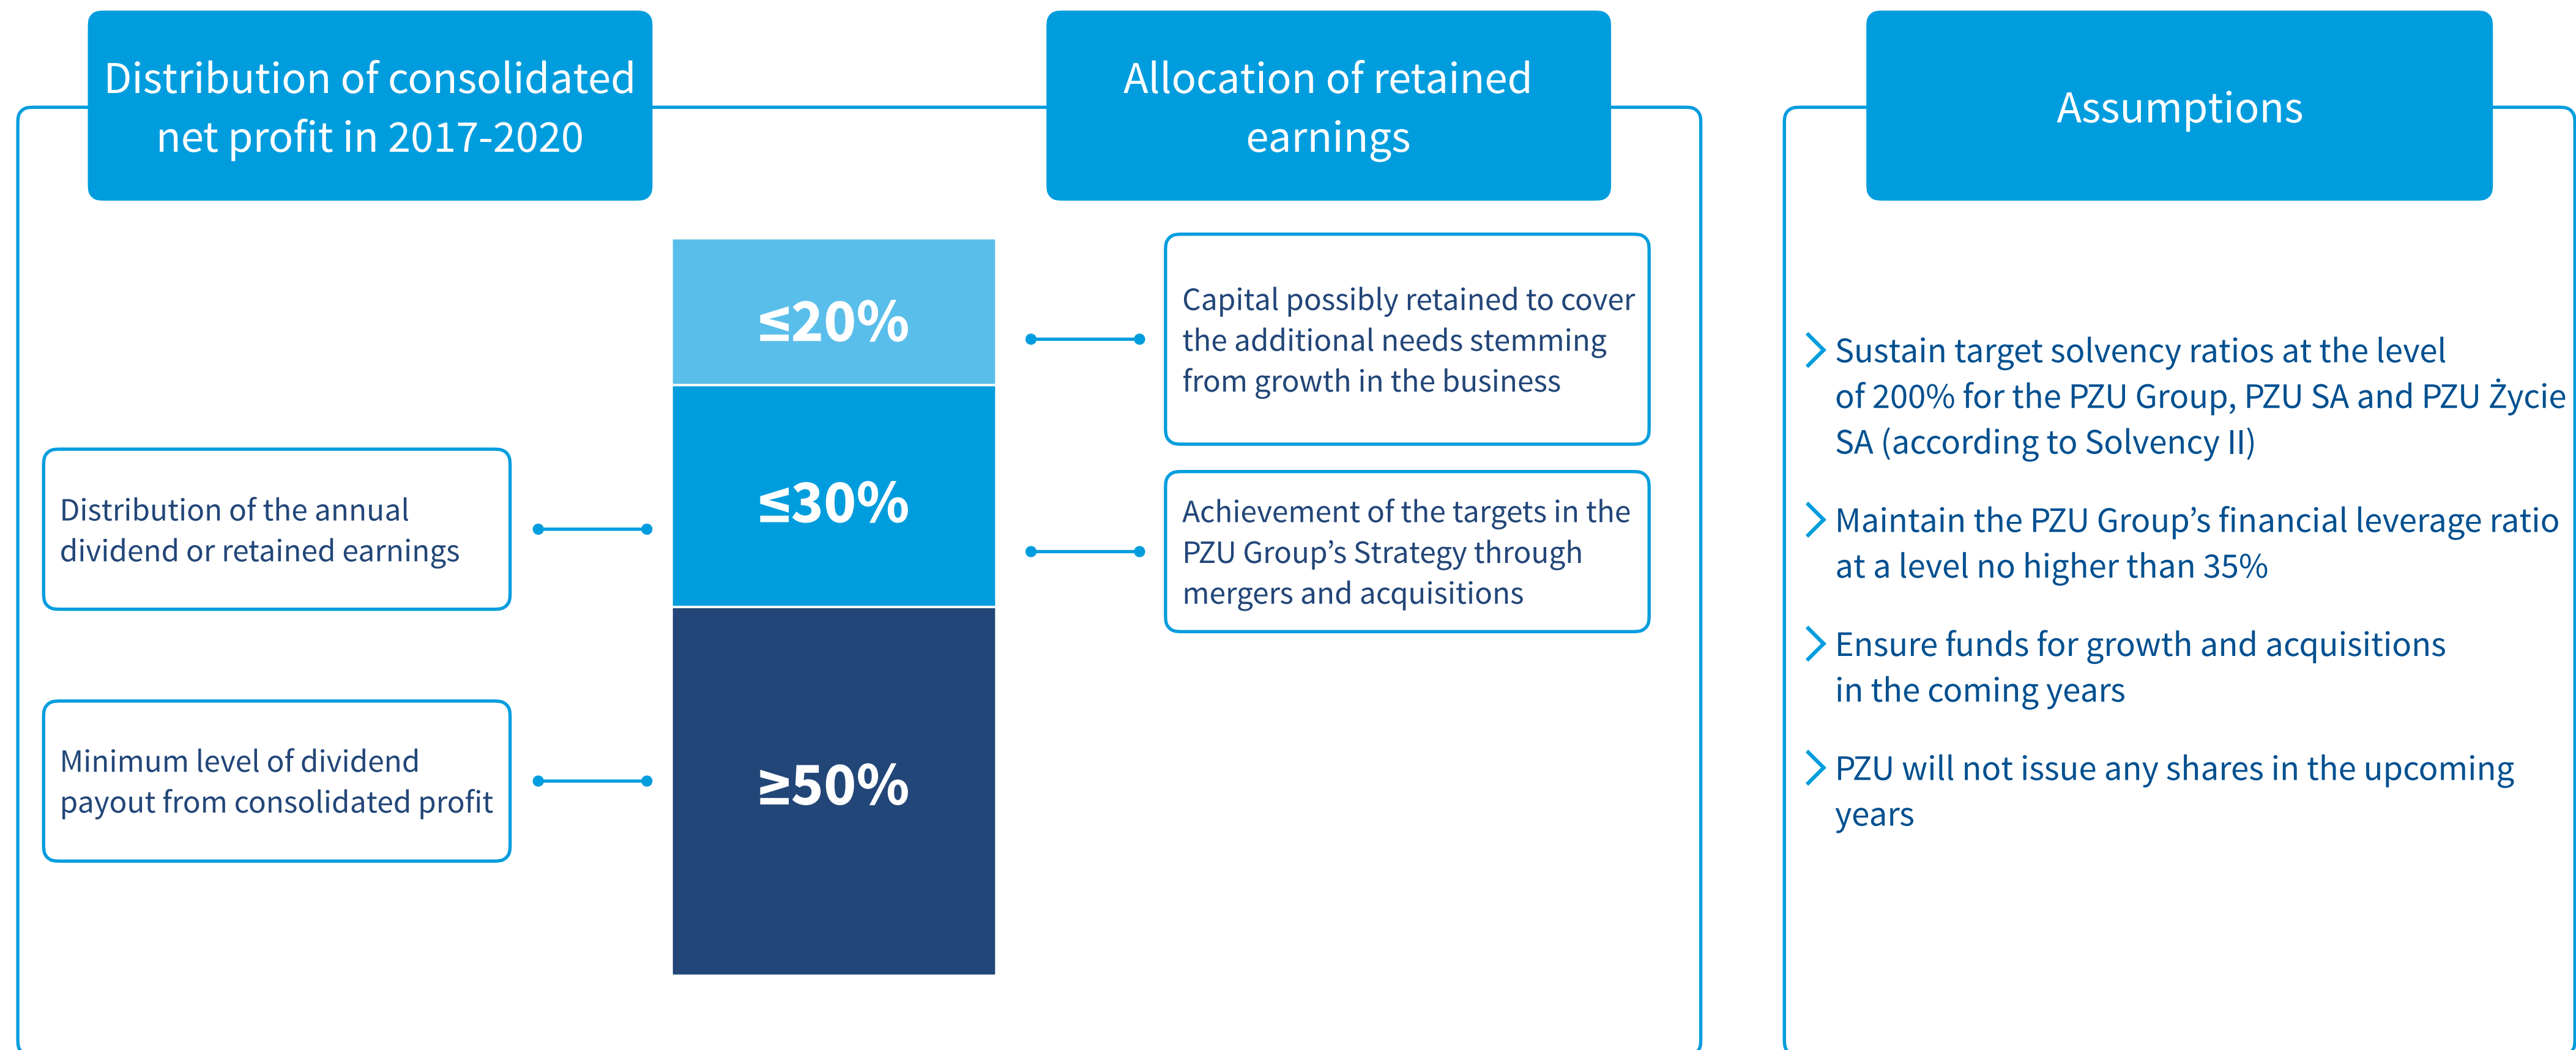 Distribution of consolidated
net profit in 2017-2020
Allocation of retained
earnings
Assumptions
≤20%
≤30%
≥50%
Distribution of the annual
dividend or retained earnings
Minimum level of dividend
payout from consolidated profit
Capital possibly retained to cover
the additional needs stemming
from growth in the business
Achievement of the targets in the
PZU Group’s Strategy through
mergers and acquisitions
Sustain target solvency ratios at the level
of 200% for the PZU Group, PZU SA and PZU Życie
SA (according to Solvency II)
Maintain the PZU Group’s financial leverage ratio
at a level no higher than 35%
Ensure funds for growth and acquisitions
in the coming years
PZU will not issue any shares in the upcoming
years